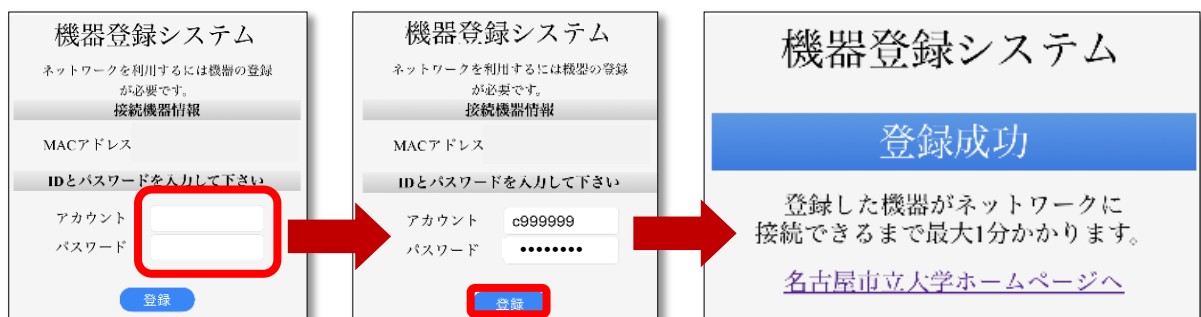 機器登録システム
ネットワークを利用するには機器の登録
が必要です。
接続機器情報
MACアドレス
IDとパスワードを入力して下さい
アカウント
パスワード
登録
機器登録システム
ネットワークを利用するには機器の登録
が必要です。
接続機器情報
MACアドレス
IDとパスワードを入力して下さい
アカウント c999999
パスワード ••••••••
登録
機器登録システム
登録成功
登録した機器がネットワークに
接続できるまで最大1分かかります。
名古屋市立大学ホームページへ